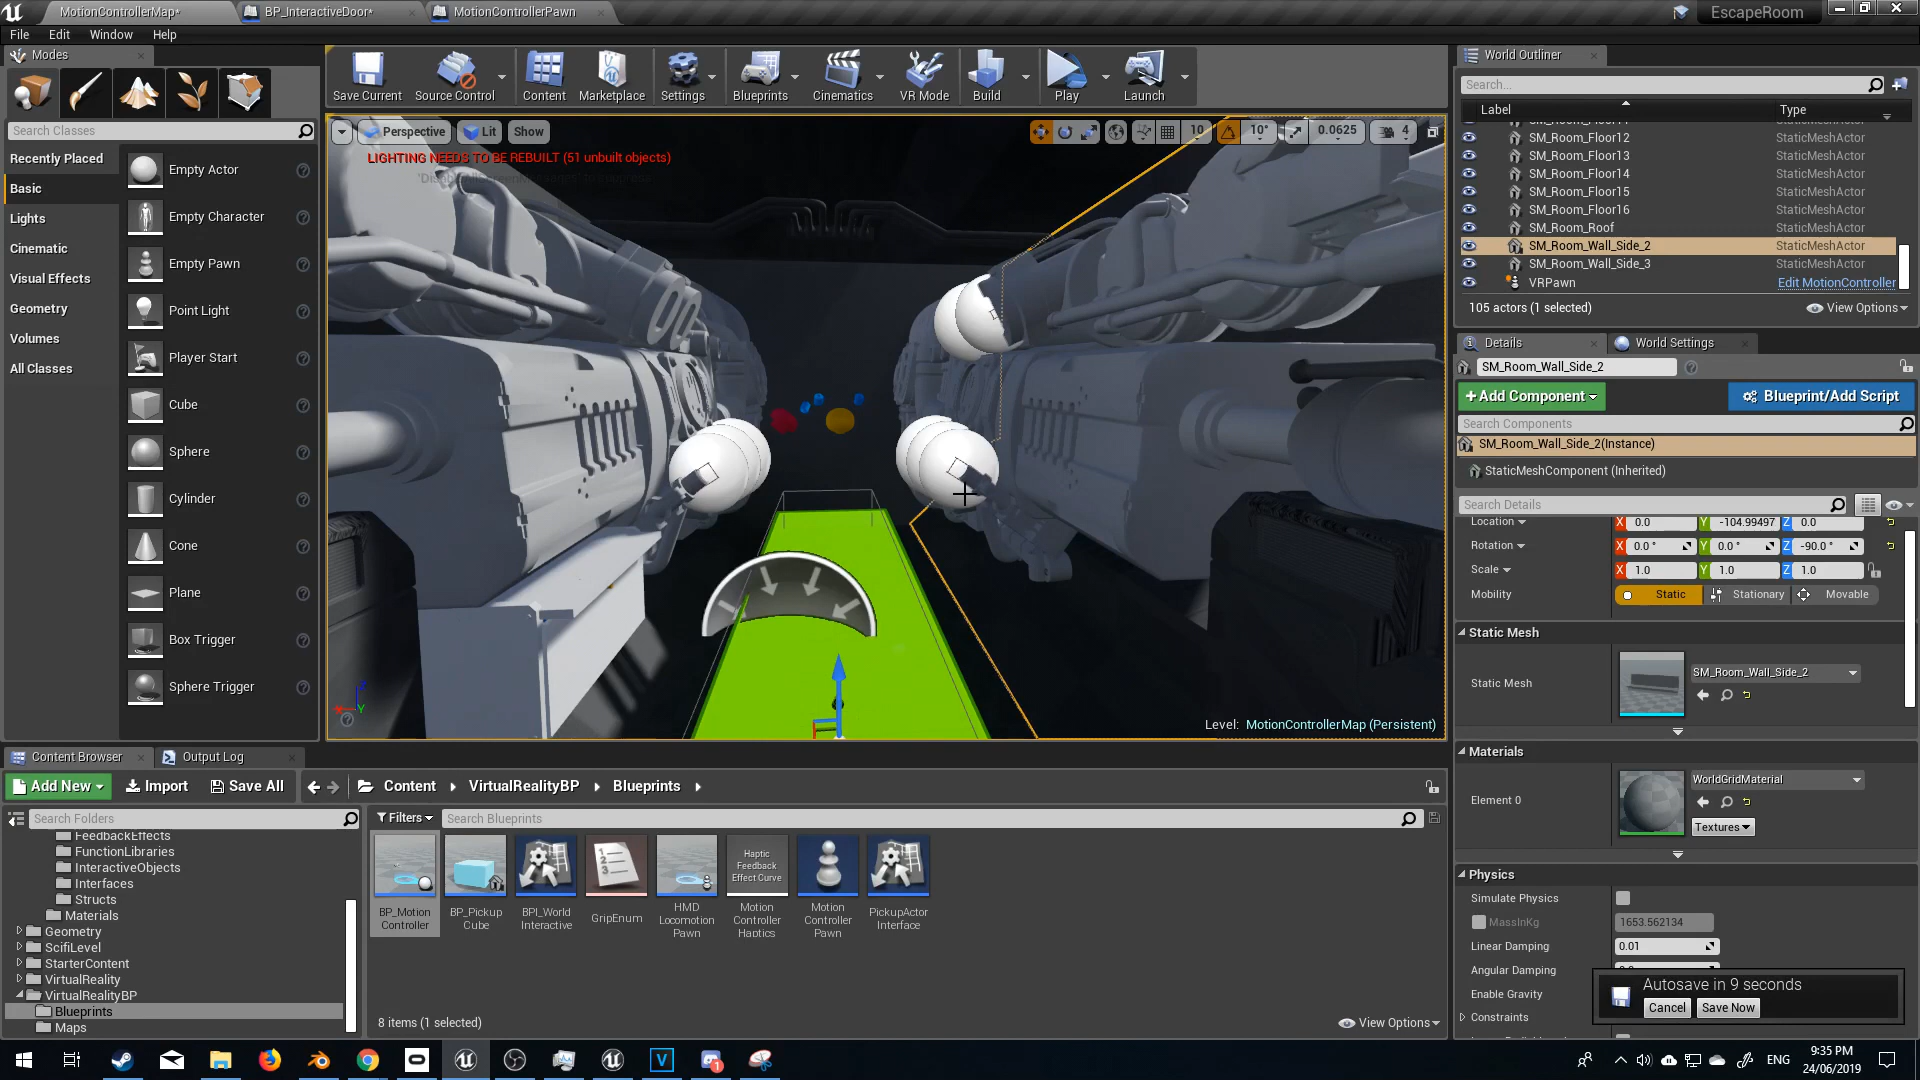 MotionControllerMap*
BP_InteractiveDoor*
MotionControllerPawn
EscapeRoom
File Edit Window Help
Modes
Search Classes
Recently Placed
Basic
Lights
Cinematic
Visual Effects
Geometry
Volumes
All Classes
Empty Actor
Empty Character
Empty Pawn
Point Light
Player Start
Cube
Sphere
Cylinder
Cone
Plane
Box Trigger
Sphere Trigger
Save Current
Source Control
Content
Marketplace
Settings
Blueprints
Cinematics
VR Mode
Build
Play
Launch
Perspective
Lit
Show
10
10°
0.0625
4
LIGHTING NEEDS TO BE REBUILT (51 unbuilt objects)
Level: MotionControllerMap (Persistent)
World Outliner
Search...
Label Type
SM_Room_Floor12 StaticMeshActor
SM_Room_Floor13 StaticMeshActor
SM_Room_Floor14 StaticMeshActor
SM_Room_Floor15 StaticMeshActor
SM_Room_Floor16 StaticMeshActor
SM_Room_Roof StaticMeshActor
SM_Room_Wall_Side_2 StaticMeshActor
SM_Room_Wall_Side_3 StaticMeshActor
VRPawn Edit MotionController
105 actors (1 selected)
View Options
Details
World Settings
SM_Room_Wall_Side_2
+Add Component
Blueprint/Add Script
Search Components
SM_Room_Wall_Side_2(Instance)
StaticMeshComponent (Inherited)
Search Details
Location X 0.0 Y -104.99497 Z 0.0
Rotation X 0.0 ° Y 0.0 ° Z -90.0 °
Scale X 1.0 Y 1.0 Z 1.0
Mobility Static Stationary Movable
Static Mesh
Static Mesh
SM_Room_Wall_Side_2
Materials
Element 0
WorldGridMaterial
Textures
Physics
Simulate Physics
MassInKg 1653.562134
Linear Damping 0.01
Angular Damping
Enable Gravity
Constraints
Autosave in 9 seconds
Cancel
Save Now
Content Browser
Output Log
Add New
Import
Save All
Content
VirtualRealityBP
Blueprints
Search Folders
FeedbackEffects
FunctionLibraries
InteractiveObjects
Interfaces
Structs
Materials
Geometry
ScifiLevel
StarterContent
VirtualReality
VirtualRealityBP
Blueprints
Maps
Filters
Search Blueprints
BP_Motion Controller
BP_Pickup Cube
BPI_World Interactive
GripEnum
HMD Locomotion Pawn
Haptic Feedback Effect Curve
Motion Controller Haptics
Motion Controller Pawn
PickupActor Interface
8 items (1 selected)
View Options
ENG
9:35 PM
24/06/2019